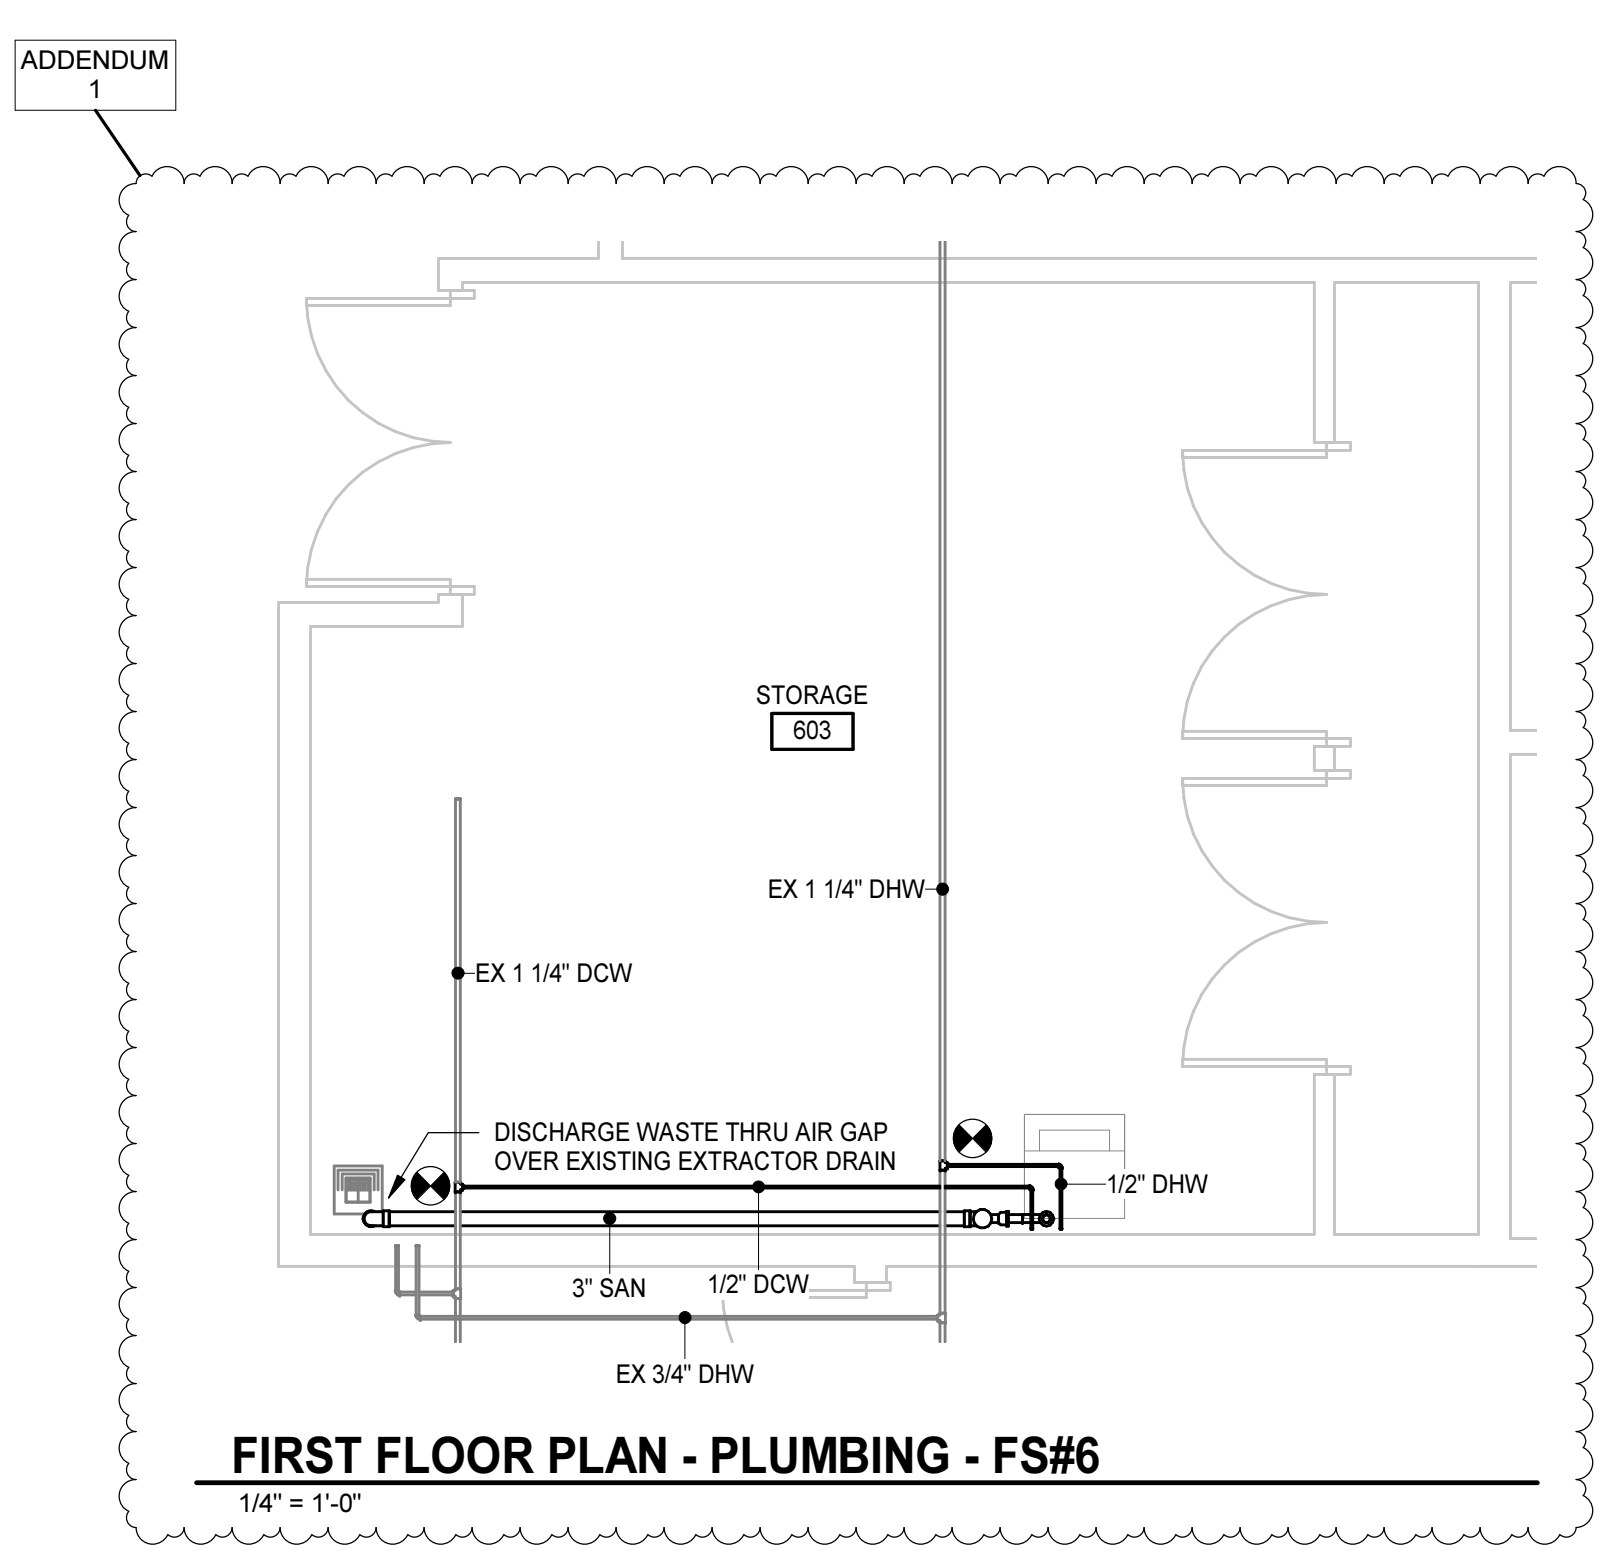 ADDENDUM
1
STORAGE
603
EX 1 1/4" DHW
EX 1 1/4" DCW
DISCHARGE WASTE THRU AIR GAP
OVER EXISTING EXTRACTOR DRAIN
1/2" DHW
3" SAN
1/2" DCW
EX 3/4" DHW
FIRST FLOOR PLAN - PLUMBING - FS#6
1/4" = 1'-0"